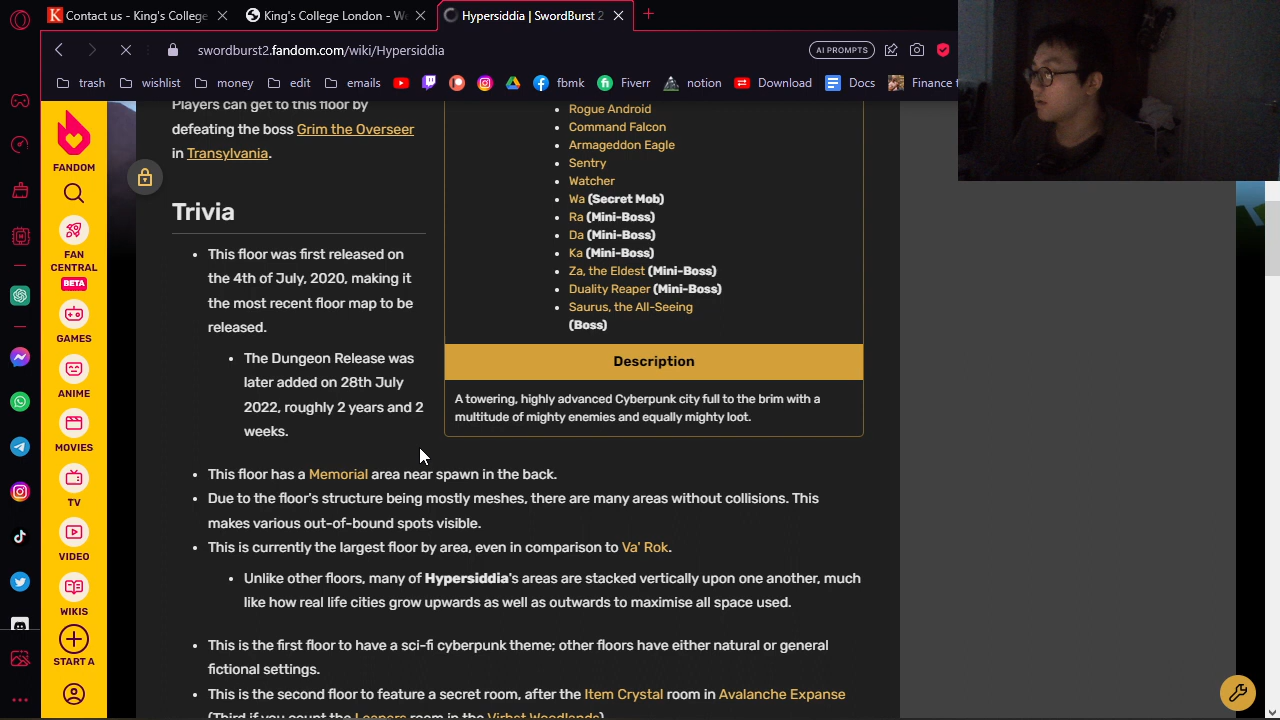 Contact us - King's College
King's College London - We
Hypersiddia | SwordBurst 2
swordburst2.fandom.com/wiki/Hypersiddia
AI PROMPTS
trash
wishlist
money
edit
emails
fbmk
Fiverr
notion
Download
Docs
Finance t
FANDOM
FAN
CENTRAL
BETA
GAMES
ANIME
MOVIES
TV
VIDEO
WIKIS
START A
Players can get to this floor by
defeating the boss Grim the Overseer
in Transylvania.
Trivia
• This floor was first released on
the 4th of July, 2020, making it
the most recent floor map to be
released.
• The Dungeon Release was
later added on 28th July
2022, roughly 2 years and 2
weeks.
• Rogue Android
• Command Falcon
• Armageddon Eagle
• Sentry
• Watcher
• Wa (Secret Mob)
• Ra (Mini-Boss)
• Da (Mini-Boss)
• Ka (Mini-Boss)
• Za, the Eldest (Mini-Boss)
• Duality Reaper (Mini-Boss)
• Saurus, the All-Seeing
(Boss)
Description
A towering, highly advanced Cyberpunk city full to the brim with a
multitude of mighty enemies and equally mighty loot.
• This floor has a Memorial area near spawn in the back.
• Due to the floor's structure being mostly meshes, there are many areas without collisions. This
makes various out-of-bound spots visible.
• This is currently the largest floor by area, even in comparison to Va' Rok.
• Unlike other floors, many of Hypersiddia's areas are stacked vertically upon one another, much
like how real life cities grow upwards as well as outwards to maximise all space used.
• This is the first floor to have a sci-fi cyberpunk theme; other floors have either natural or general
fictional settings.
• This is the second floor to feature a secret room, after the Item Crystal room in Avalanche Expanse
(Third if you count the Leapers room in the Virhst Woodlands)